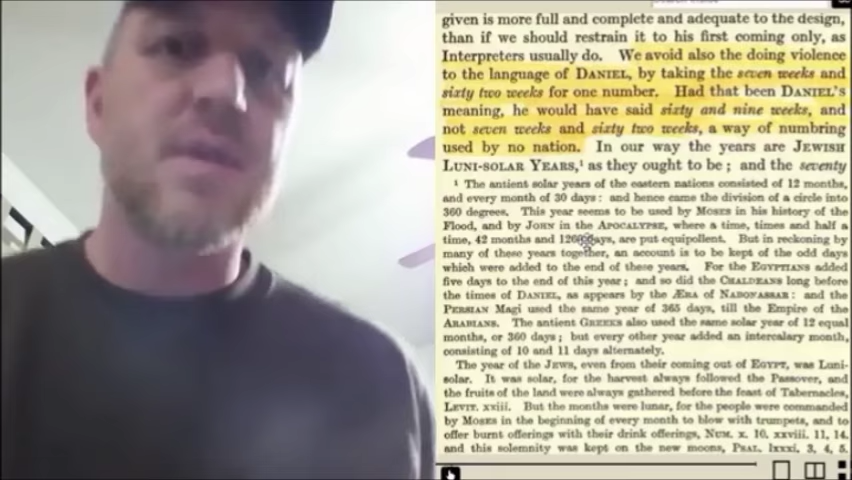 given is more full and complete and adequate to the design,
than if we should restrain it to his first coming only, as
Interpreters usually do. We avoid also the doing violence
to the language of DANIEL, by taking the seven weeks and
sixty two weeks for one number. Had that been DANIEL'S
meaning, he would have said sixty and nine weeks, and
not seven weeks and sixty two weeks, a way of numbring
used by no nation. In our way the years are JEWISH
LUNI-SOLAR YEARS,¹ as they ought to be; and the seventy
¹ The antient solar years of the eastern nations consisted of 12 months,
and every month of 30 days: and hence came the division of a circle into
360 degrees. This year seems to be used by MOSES in his history of the
Flood, and by JOHN in the APOCALYPSE, where a time, times and half a
time, 42 months and days, are put equipollent. But in reckoning by
many of these years together, an account is to be kept of the odd days
which were added to the end of these years. For the EGYPTIANS added
five days to the end of this year; and so did the CHALDEANS long before
the times of DANIEL, as appears by the ÆRA of NABONASSAR: and the
PERSIAN Magi used the same year of 365 days, till the Empire of the
ARABIANS. The antient GREEKS also used the same solar year of 12 equal
months, or 360 days; but every other year added an intercalary month,
consisting of 10 and 11 days alternately.
The year of the JEWS, even from their coming out of EGYPT, was Luni-
solar. It was solar, for the harvest always followed the Passover, and
the fruits of the land were always gathered before the feast of Tabernacles,
LEVIT. xxiii. But the months were lunar, for the people were commanded
by MOSES in the beginning of every month to blow with trumpets, and to
offer burnt offerings with their drink offerings, NUM. x. 10, xxviii. 11, 14.
and this solemnity was kept on the new moons, PSAL. lxxxi, 3, 4, 5.